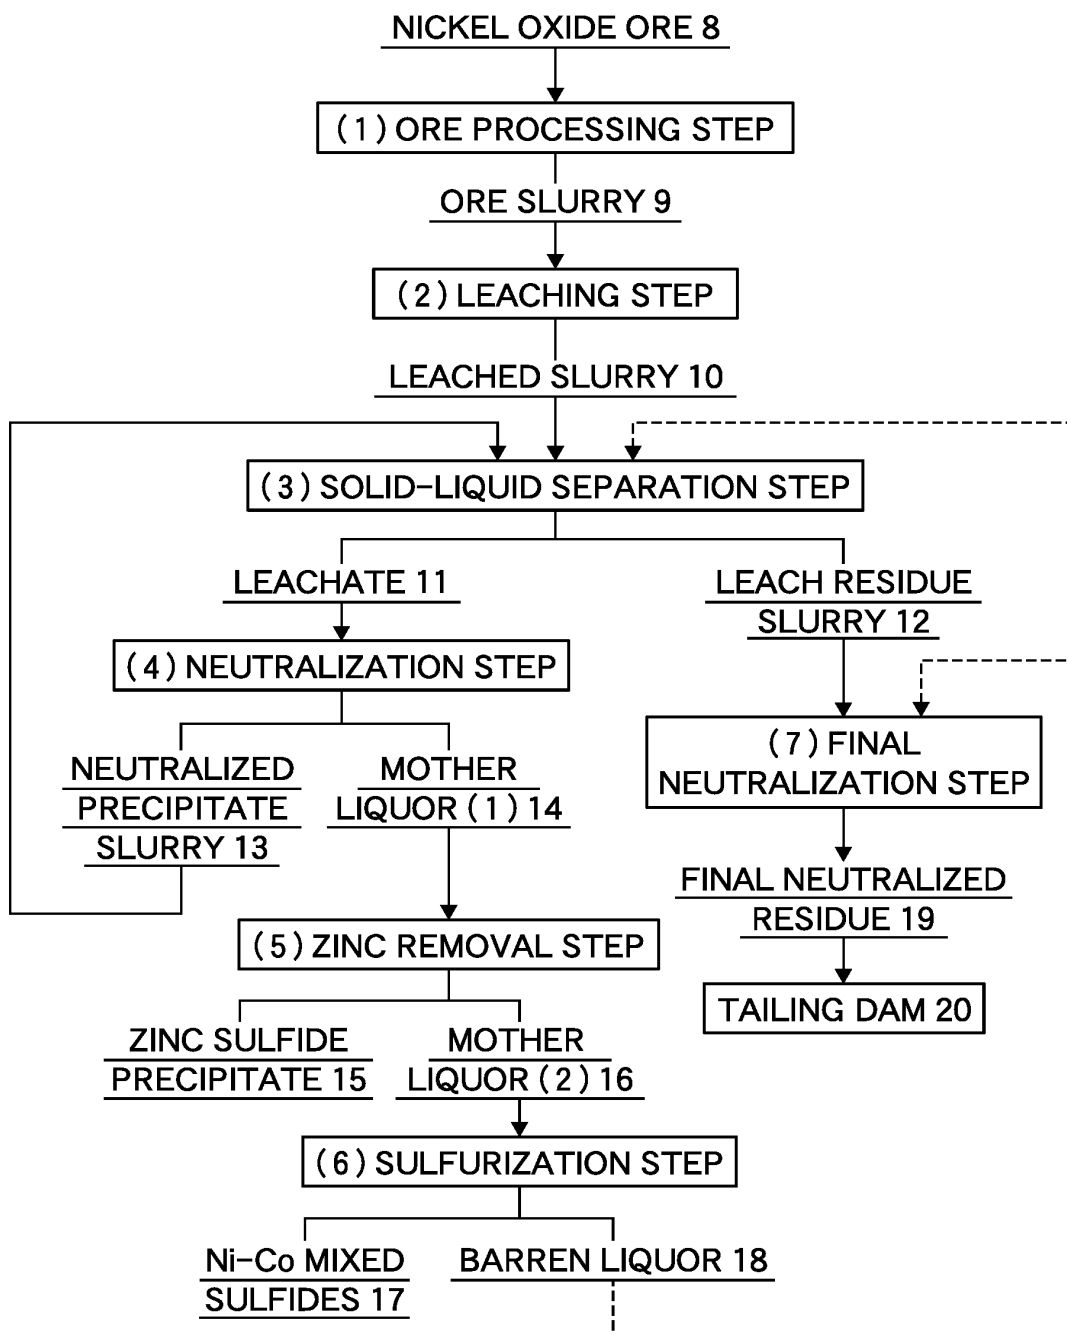 NICKEL OXIDE ORE 8
(1) ORE PROCESSING STEP
ORE SLURRY 9
(2) LEACHING STEP
LEACHED SLURRY 10
(3) SOLID-LIQUID SEPARATION STEP
LEACHATE 11
LEACH RESIDUE
SLURRY 12
(4) NEUTRALIZATION STEP
NEUTRALIZED
PRECIPITATE
SLURRY 13
MOTHER
LIQUOR (1) 14
(7) FINAL
NEUTRALIZATION STEP
FINAL NEUTRALIZED
RESIDUE 19
(5) ZINC REMOVAL STEP
TAILING DAM 20
ZINC SULFIDE
PRECIPITATE 15
MOTHER
LIQUOR (2) 16
(6) SULFURIZATION STEP
Ni-Co MIXED
SULFIDES 17
BARREN LIQUOR 18